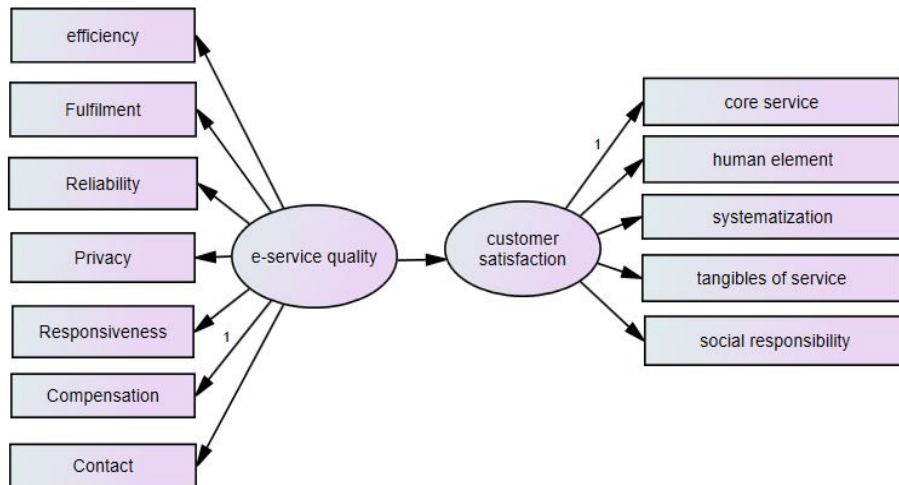 efficiency
Fulfilment
Reliability
Privacy
Responsiveness
1
Compensation
Contact
e-service quality
customer
satisfaction
1
core service
human element
systematization
tangibles of service
social responsibility